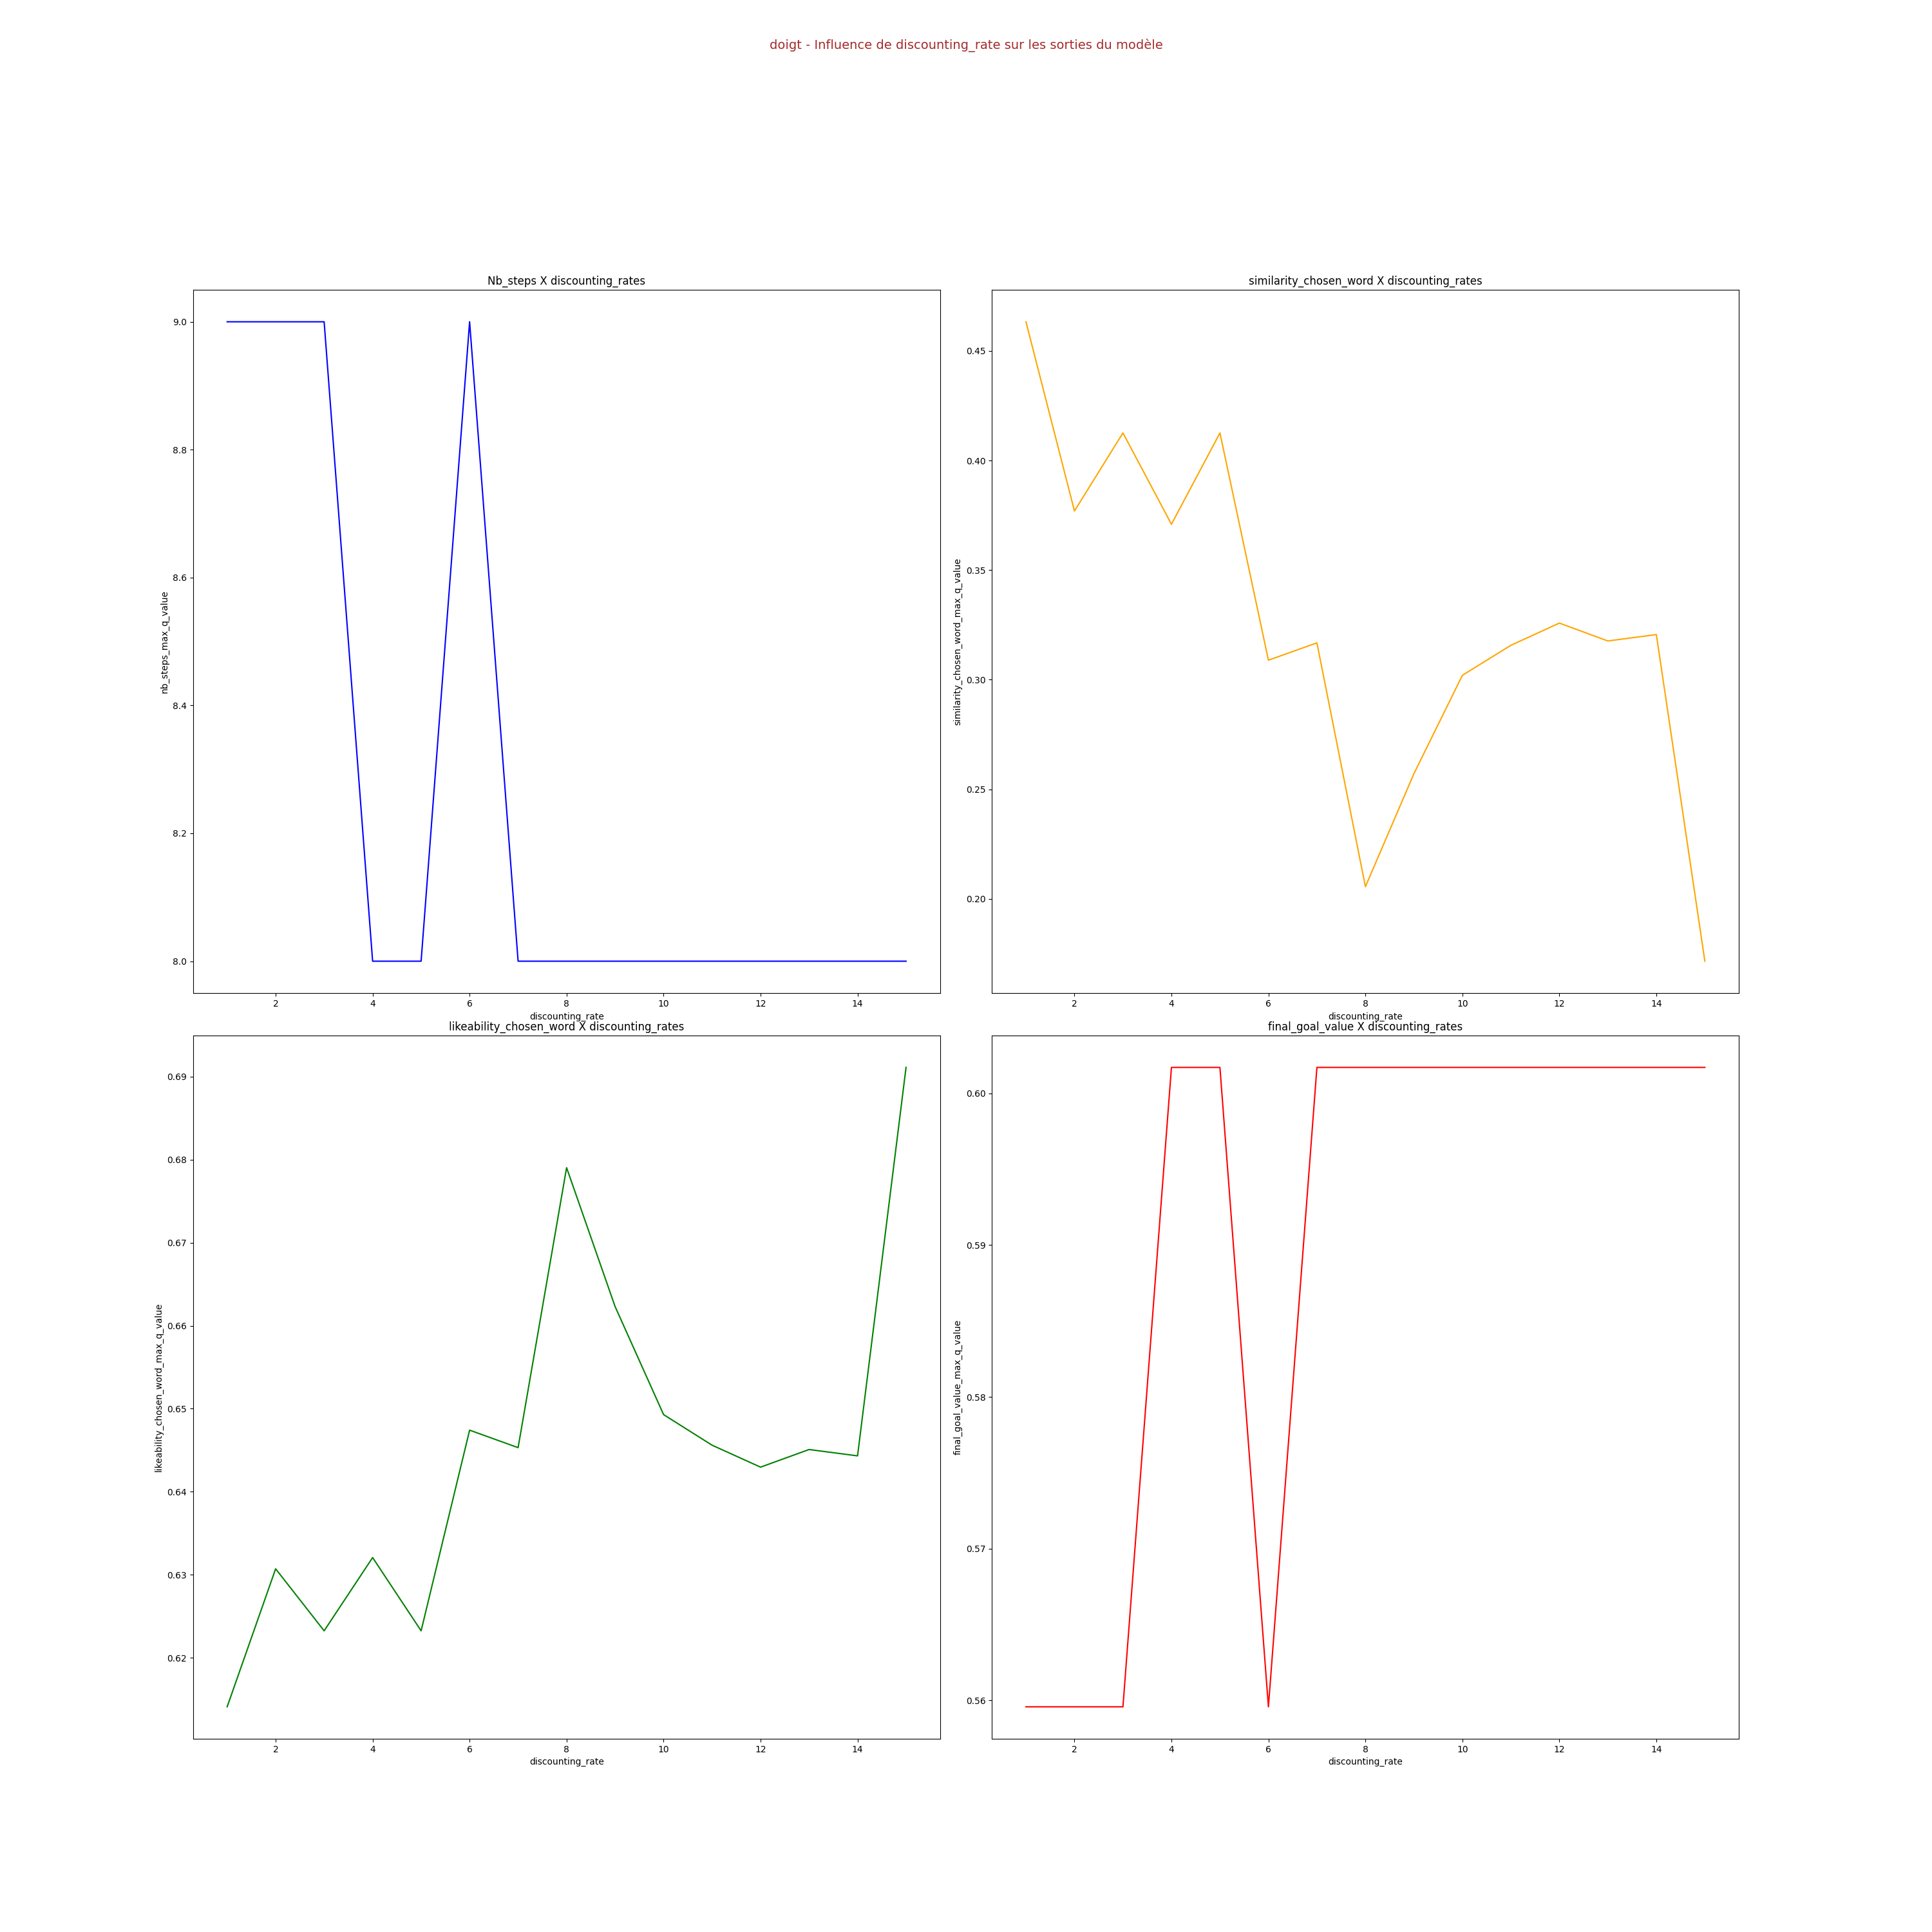 doigt - Influence de discounting_rate sur les sorties du modèle
Nb_steps X discounting_rates
nb_steps_max_q_value
9.0
8.8
8.6
8.4
8.2
8.0
2 4 6 8 10 12 14
discounting_rate
similarity_chosen_word X discounting_rates
similarity_chosen_word_max_q_value
0.45
0.40
0.35
0.30
0.25
0.20
2 4 6 8 10 12 14
discounting_rate
likeability_chosen_word X discounting_rates
likeability_chosen_word_max_q_value
0.69
0.68
0.67
0.66
0.65
0.64
0.63
0.62
2 4 6 8 10 12 14
discounting_rate
final_goal_value X discounting_rates
final_goal_value_max_q_value
0.60
0.59
0.58
0.57
0.56
2 4 6 8 10 12 14
discounting_rate